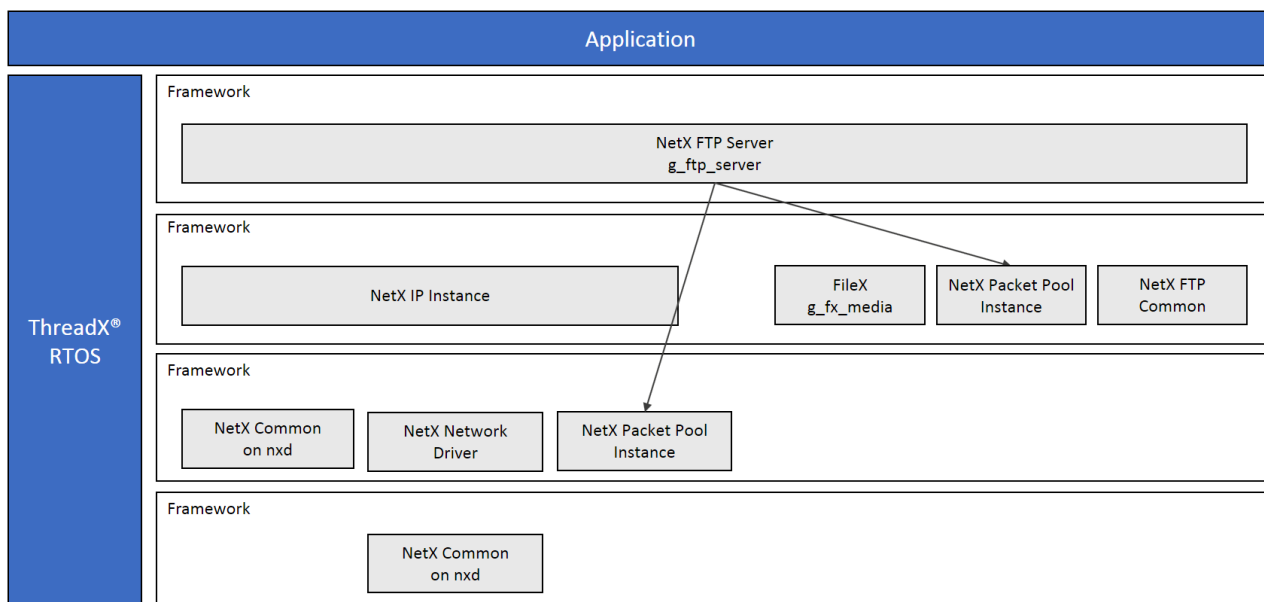 Application
ThreadX®
RTOS
Framework
NetX FTP Server
g_ftp_server
Framework
NetX IP Instance
FileX
g_fx_media
NetX Packet Pool
Instance
NetX FTP
Common
Framework
NetX Common
on nxd
NetX Network
Driver
NetX Packet Pool
Instance
Framework
NetX Common
on nxd